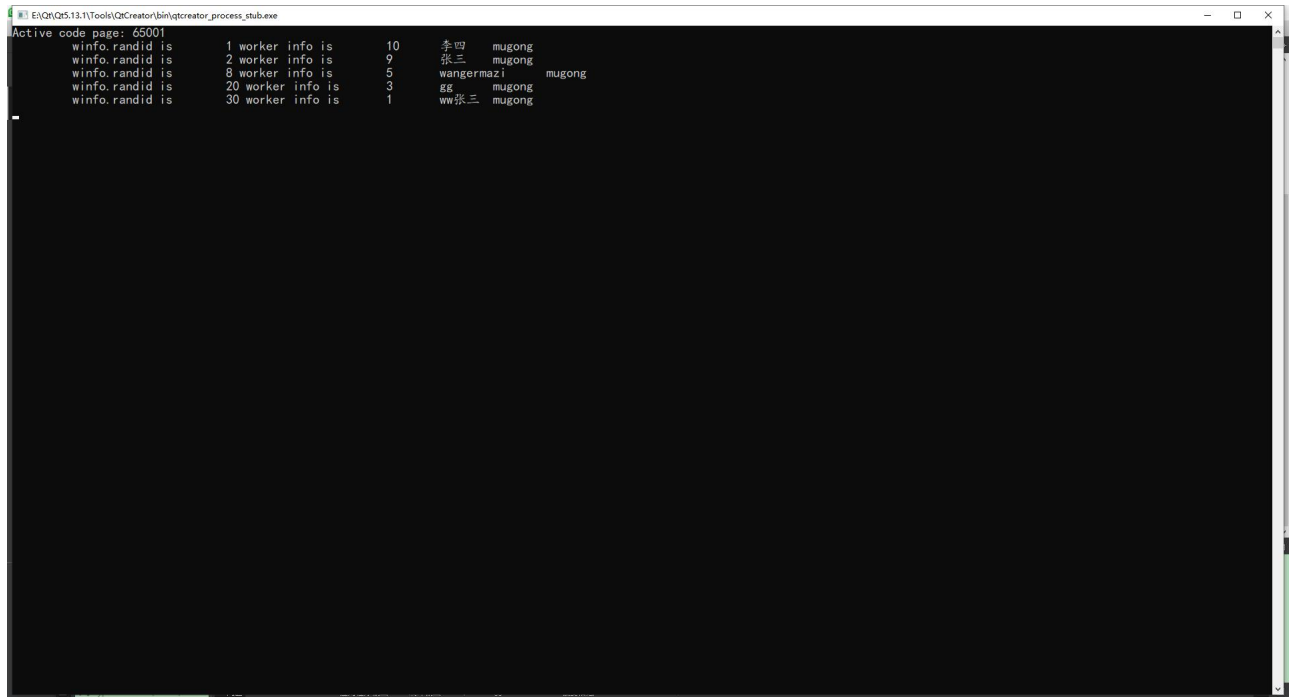 E:\Qt\Qt5.13.1\Tools\QtCreator\bin\qtcreator_process_stub.exe
Active code page: 65001
winfo.randid is 1 worker info is 10 李四 mugong
winfo.randid is 2 worker info is 9 张三 mugong
winfo.randid is 8 worker info is 5 wangermazi mugong
winfo.randid is 20 worker info is 3 gg mugong
winfo.randid is 30 worker info is 1 ww张三 mugong